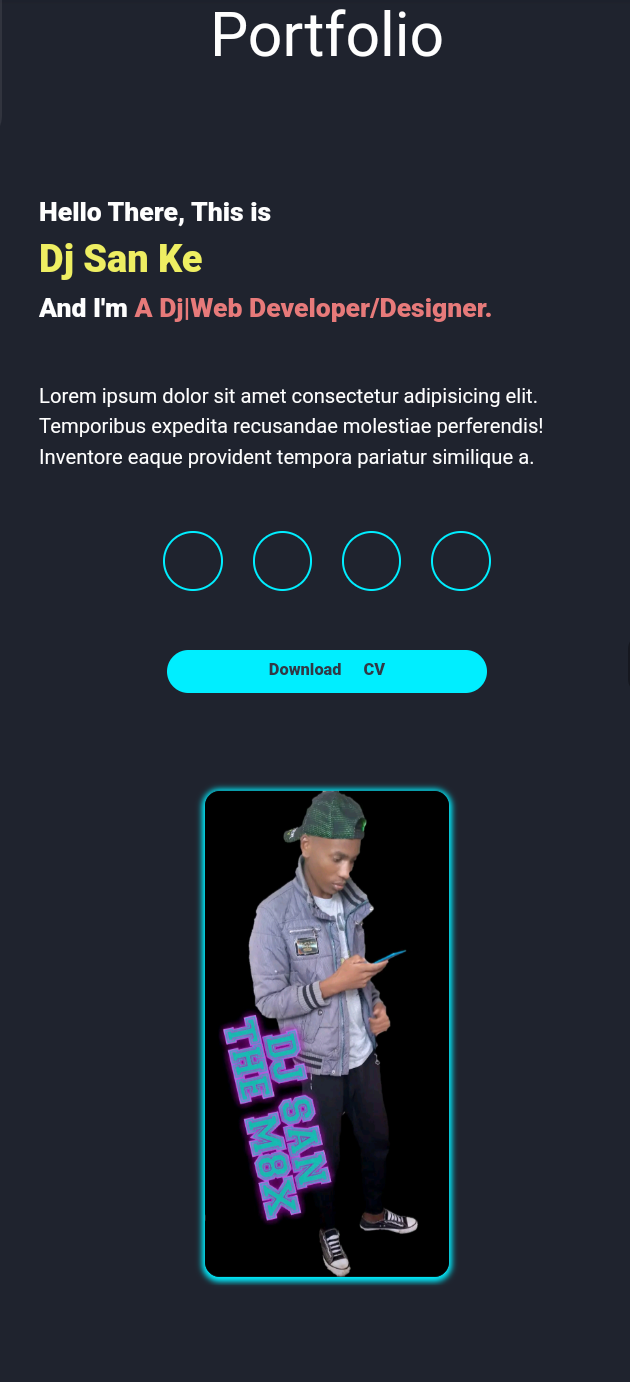 Portfolio
Hello There, This is
Dj San Ke
And I'm A Dj|Web Developer/Designer.
Lorem ipsum dolor sit amet consectetur adipisicing elit.
Temporibus expedita recusandae molestiae perferendis!
Inventore eaque provident tempora pariatur similique a.
Download CV
DJ SAN
THE M8X